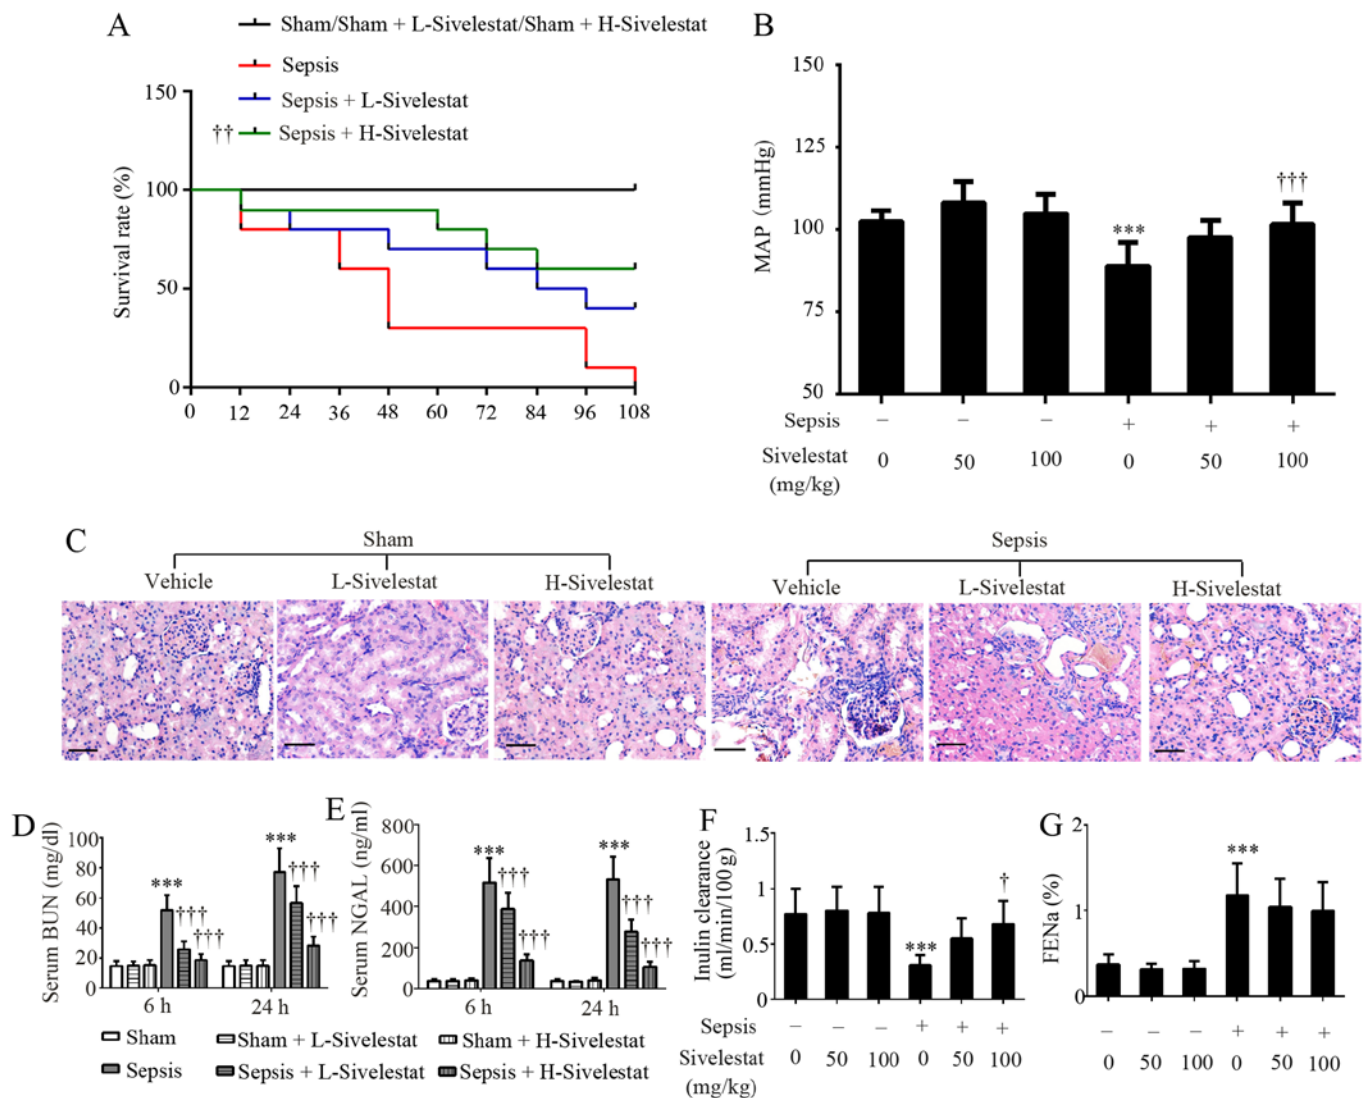 A
Sham/Sham + L-Sivelestat/Sham + H-Sivelestat
Sepsis
Sepsis + L-Sivelestat
†† Sepsis + H-Sivelestat
Survival rate (%)
150
100
50
0
0 12 24 36 48 60 72 84 96 108
B
MAP (mmHg)
150
125
100
75
50
***
†††
Sepsis − − − + + +
Sivelestat 0 50 100 0 50 100
(mg/kg)
C
Sham
Vehicle L-Sivelestat H-Sivelestat
Sepsis
Vehicle L-Sivelestat H-Sivelestat
D
Serum BUN (mg/dl)
100
80
60
40
20
0
***
†††
†††
***
†††
†††
6 h 24 h
E
Serum NGAL (ng/ml)
800
600
400
200
0
***
†††
†††
***
†††
†††
6 h 24 h
Sham Sham + L-Sivelestat Sham + H-Sivelestat
Sepsis Sepsis + L-Sivelestat Sepsis + H-Sivelestat
F
Inulin clearance
(ml/min/100 g)
1.5
1
0.5
0
***
†
Sepsis − − − + + +
Sivelestat 0 50 100 0 50 100
(mg/kg)
G
FENa (%)
2
1
0
***
− − − + + +
0 50 100 0 50 100